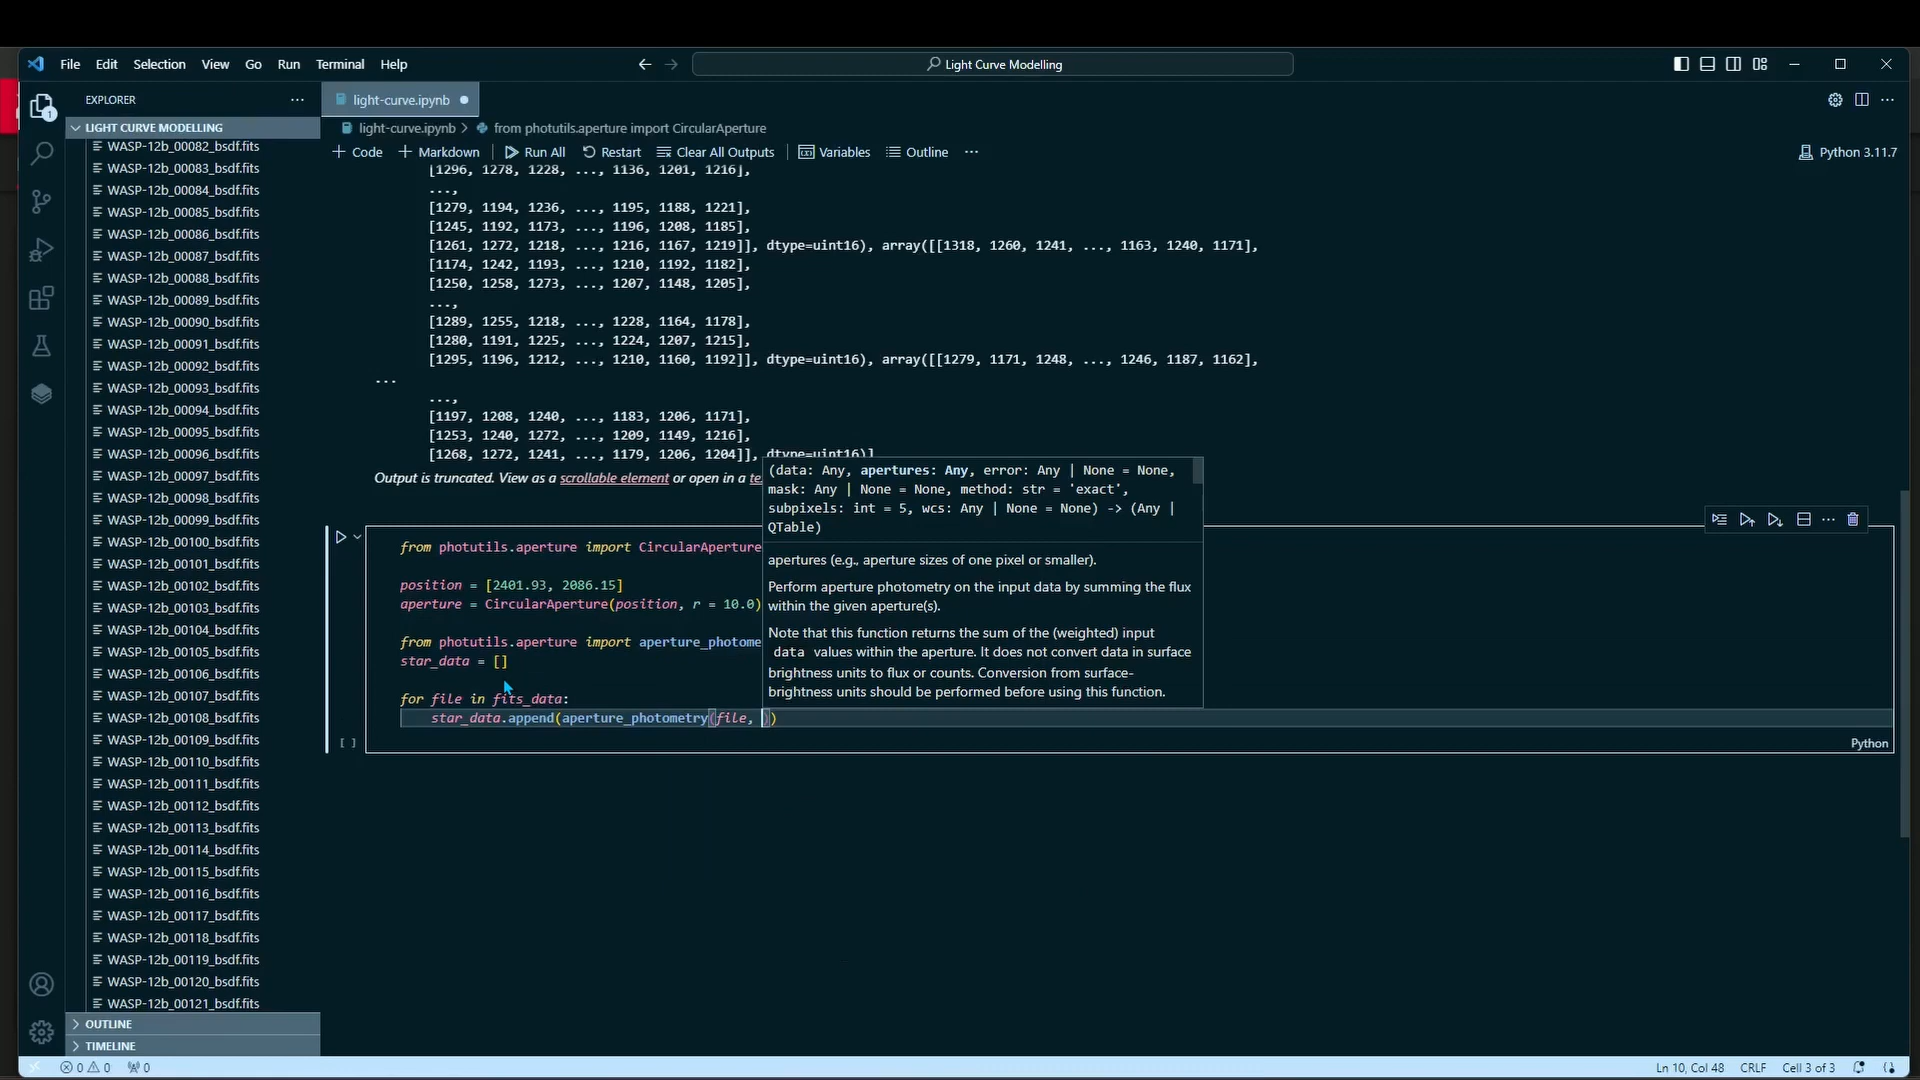 File Edit Selection View Go Run Terminal Help
Light Curve Modelling
EXPLORER
light-curve.ipynb
LIGHT CURVE MODELLING
light-curve.ipynb > from photutils.aperture import CircularAperture
Code Markdown Run All Restart Clear All Outputs Variables Outline ...
Python 3.11.7
1
WASP-12b_00082_bsdf.fits
WASP-12b_00083_bsdf.fits
WASP-12b_00084_bsdf.fits
WASP-12b_00085_bsdf.fits
WASP-12b_00086_bsdf.fits
WASP-12b_00087_bsdf.fits
WASP-12b_00088_bsdf.fits
WASP-12b_00089_bsdf.fits
WASP-12b_00090_bsdf.fits
WASP-12b_00091_bsdf.fits
WASP-12b_00092_bsdf.fits
WASP-12b_00093_bsdf.fits
WASP-12b_00094_bsdf.fits
WASP-12b_00095_bsdf.fits
WASP-12b_00096_bsdf.fits
WASP-12b_00097_bsdf.fits
WASP-12b_00098_bsdf.fits
WASP-12b_00099_bsdf.fits
WASP-12b_00100_bsdf.fits
WASP-12b_00101_bsdf.fits
WASP-12b_00102_bsdf.fits
WASP-12b_00103_bsdf.fits
WASP-12b_00104_bsdf.fits
WASP-12b_00105_bsdf.fits
WASP-12b_00106_bsdf.fits
WASP-12b_00107_bsdf.fits
WASP-12b_00108_bsdf.fits
WASP-12b_00109_bsdf.fits
WASP-12b_00110_bsdf.fits
WASP-12b_00111_bsdf.fits
WASP-12b_00112_bsdf.fits
WASP-12b_00113_bsdf.fits
WASP-12b_00114_bsdf.fits
WASP-12b_00115_bsdf.fits
WASP-12b_00116_bsdf.fits
WASP-12b_00117_bsdf.fits
WASP-12b_00118_bsdf.fits
WASP-12b_00119_bsdf.fits
WASP-12b_00120_bsdf.fits
WASP-12b_00121_bsdf.fits
OUTLINE
TIMELINE
[1296, 1278, 1228, ..., 1136, 1201, 1216],
...,
[1279, 1194, 1236, ..., 1195, 1188, 1221],
[1245, 1192, 1173, ..., 1196, 1208, 1185],
[1261, 1272, 1218, ..., 1216, 1167, 1219]], dtype=uint16), array([[1318, 1260, 1241, ..., 1163, 1240, 1171],
[1174, 1242, 1193, ..., 1210, 1192, 1182],
[1250, 1258, 1273, ..., 1207, 1148, 1205],
...,
[1289, 1255, 1218, ..., 1228, 1164, 1178],
[1280, 1191, 1225, ..., 1224, 1207, 1215],
[1295, 1196, 1212, ..., 1210, 1160, 1192]], dtype=uint16), array([[1279, 1171, 1248, ..., 1246, 1187, 1162],
...
...,
[1197, 1208, 1240, ..., 1183, 1206, 1171],
[1253, 1240, 1272, ..., 1209, 1149, 1216],
[1268, 1272, 1241, ..., 1179, 1206, 1204]], dtype=uint16)]
Output is truncated. View as a scrollable element or open in a te
(data: Any, apertures: Any, error: Any | None = None,
mask: Any | None = None, method: str = 'exact',
subpixels: int = 5, wcs: Any | None = None) -> (Any |
QTable)
apertures (e.g., aperture sizes of one pixel or smaller).
Perform aperture photometry on the input data by summing the flux
within the given aperture(s).
Note that this function returns the sum of the (weighted) input
data values within the aperture. It does not convert data in surface
brightness units to flux or counts. Conversion from surface-
brightness units should be performed before using this function.
from photutils.aperture import CircularAperture
position = [2401.93, 2086.15]
aperture = CircularAperture(position, r = 10.0)
from photutils.aperture import aperture_photome
star_data = []
for file in fits_data:
star_data.append(aperture_photometry(file, ))
[ ]
Python
0 0 0
Ln 10, Col 48 CRLF Cell 3 of 3